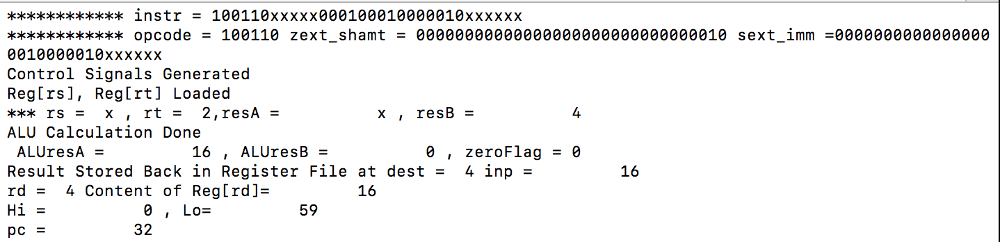 ************ instr = 100110xxxxx000100010000010xxxxxx
************ opcode = 100110 zext_shamt = 00000000000000000000000000000010 sext_imm =0000000000000000
0010000010xxxxxx
Control Signals Generated
Reg[rs], Reg[rt] Loaded
*** rs =  x , rt =  2,resA =          x , resB =          4
ALU Calculation Done
 ALUresA =         16 , ALUresB =          0 , zeroFlag = 0
Result Stored Back in Register File at dest =  4 inp =         16
rd =  4 Content of Reg[rd]=         16
Hi =          0 , Lo=         59
pc =         32